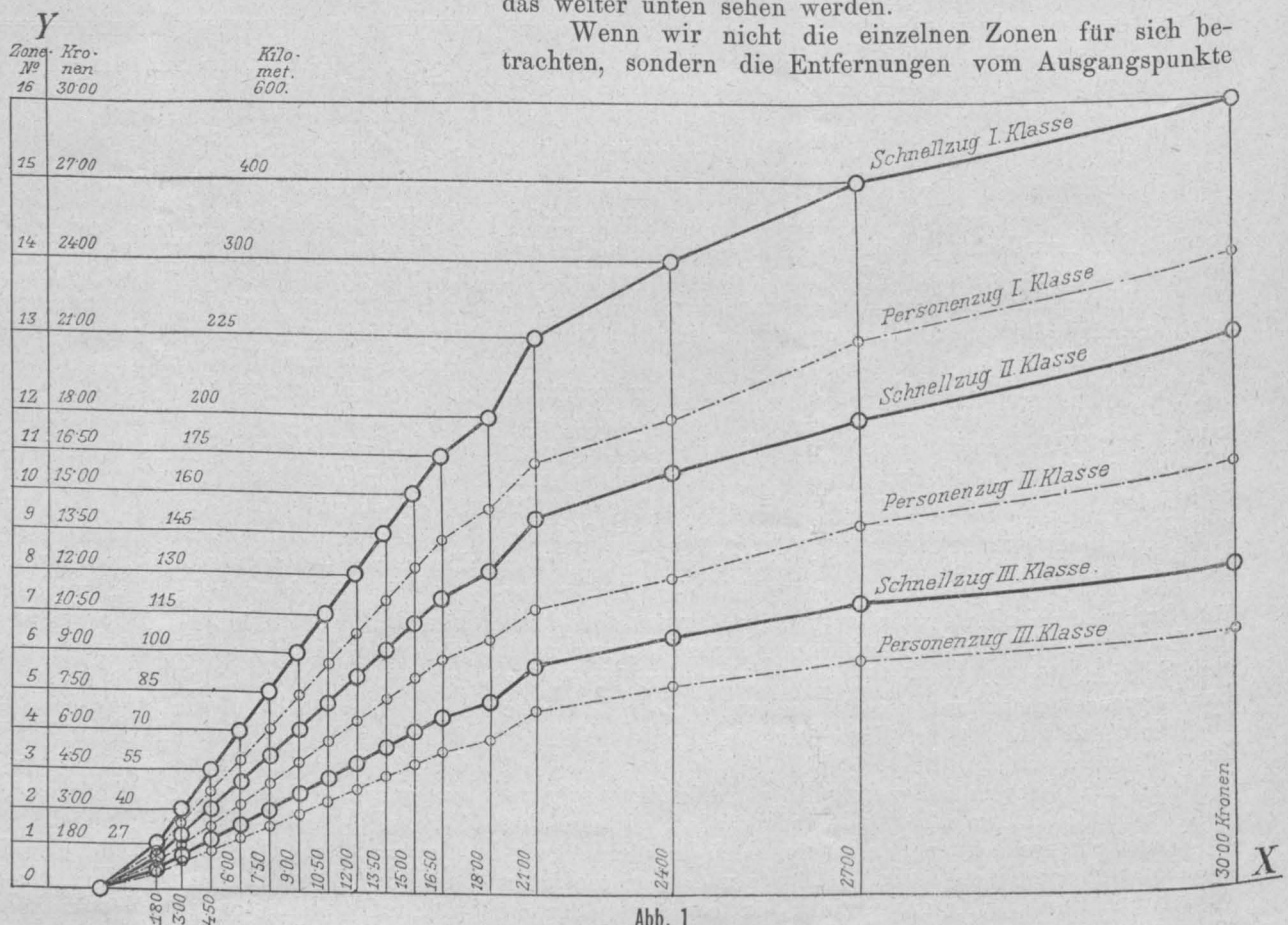 das weiter unten sehen werden.
Wenn wir nicht die einzelnen Zonen für sich be-
trachten, sondern die Entfernungen vom Ausgangspunkte
Y
Zone Kro- Kilo-
Nº nen met.
16 30·00 600.
15 27·00 400
14 24·00 300
13 21·00 225
12 18·00 200
11 16·50 175
10 15·00 160
9 13·50 145
8 12·00 130
7 10·50 115
6 9·00 100
5 7·50 85
4 6·00 70
3 4·50 55
2 3·00 40
1 1·80 27
0
Schnellzug I. Klasse
Personenzug I. Klasse
Schnellzug II. Klasse
Personenzug II. Klasse
Schnellzug III. Klasse.
Personenzug III. Klasse
1·80
3·00
4·50
6·00
7·50
9·00
10·50
12·00
13·50
15·00
16·50
18·00
21·00
24·00
27·00
30·00 Kronen
X
Abb. 1